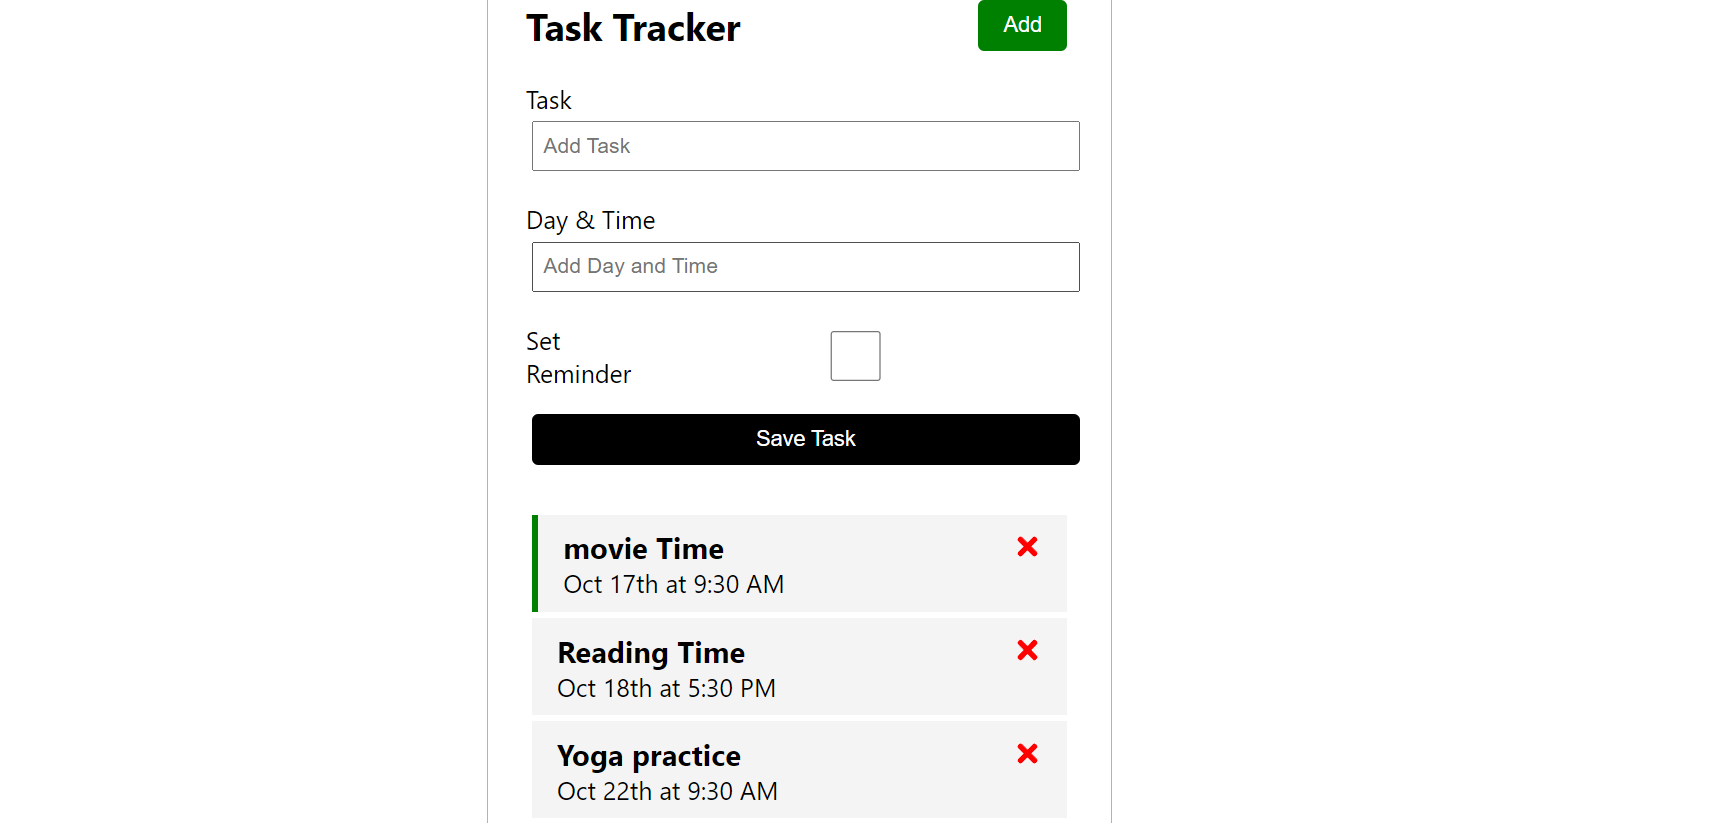 Task Tracker
Add
Task
Add Task
Day & Time
Add Day and Time
Set
Reminder
Save Task
movie Time
Oct 17th at 9:30 AM
Reading Time
Oct 18th at 5:30 PM
Yoga practice
Oct 22th at 9:30 AM